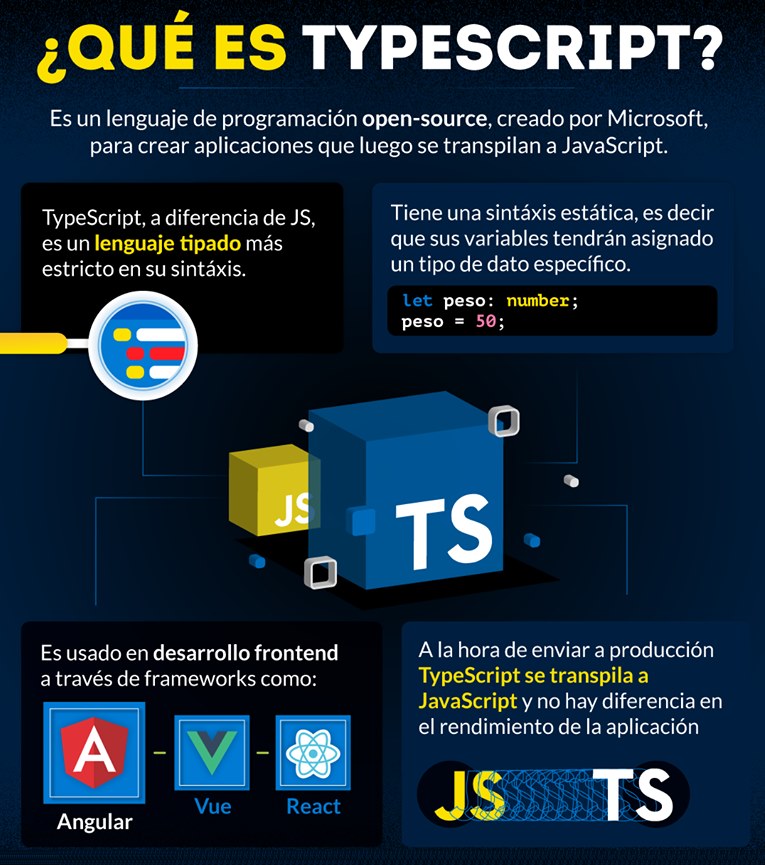 ¿QUÉ ES TYPESCRIPT?
Es un lenguaje de programación open-source, creado por Microsoft,
para crear aplicaciones que luego se transpilan a JavaScript.
TypeScript, a diferencia de JS,
es un lenguaje tipado más
estricto en su sintáxis.
Tiene una sintáxis estática, es decir
que sus variables tendrán asignado
un tipo de dato específico.
let peso: number;
peso = 50;
JS
TS
Es usado en desarrollo frontend
a través de frameworks como:
A
Angular
Vue
React
A la hora de enviar a producción
TypeScript se transpila a
JavaScript y no hay diferencia en
el rendimiento de la aplicación
JS TS